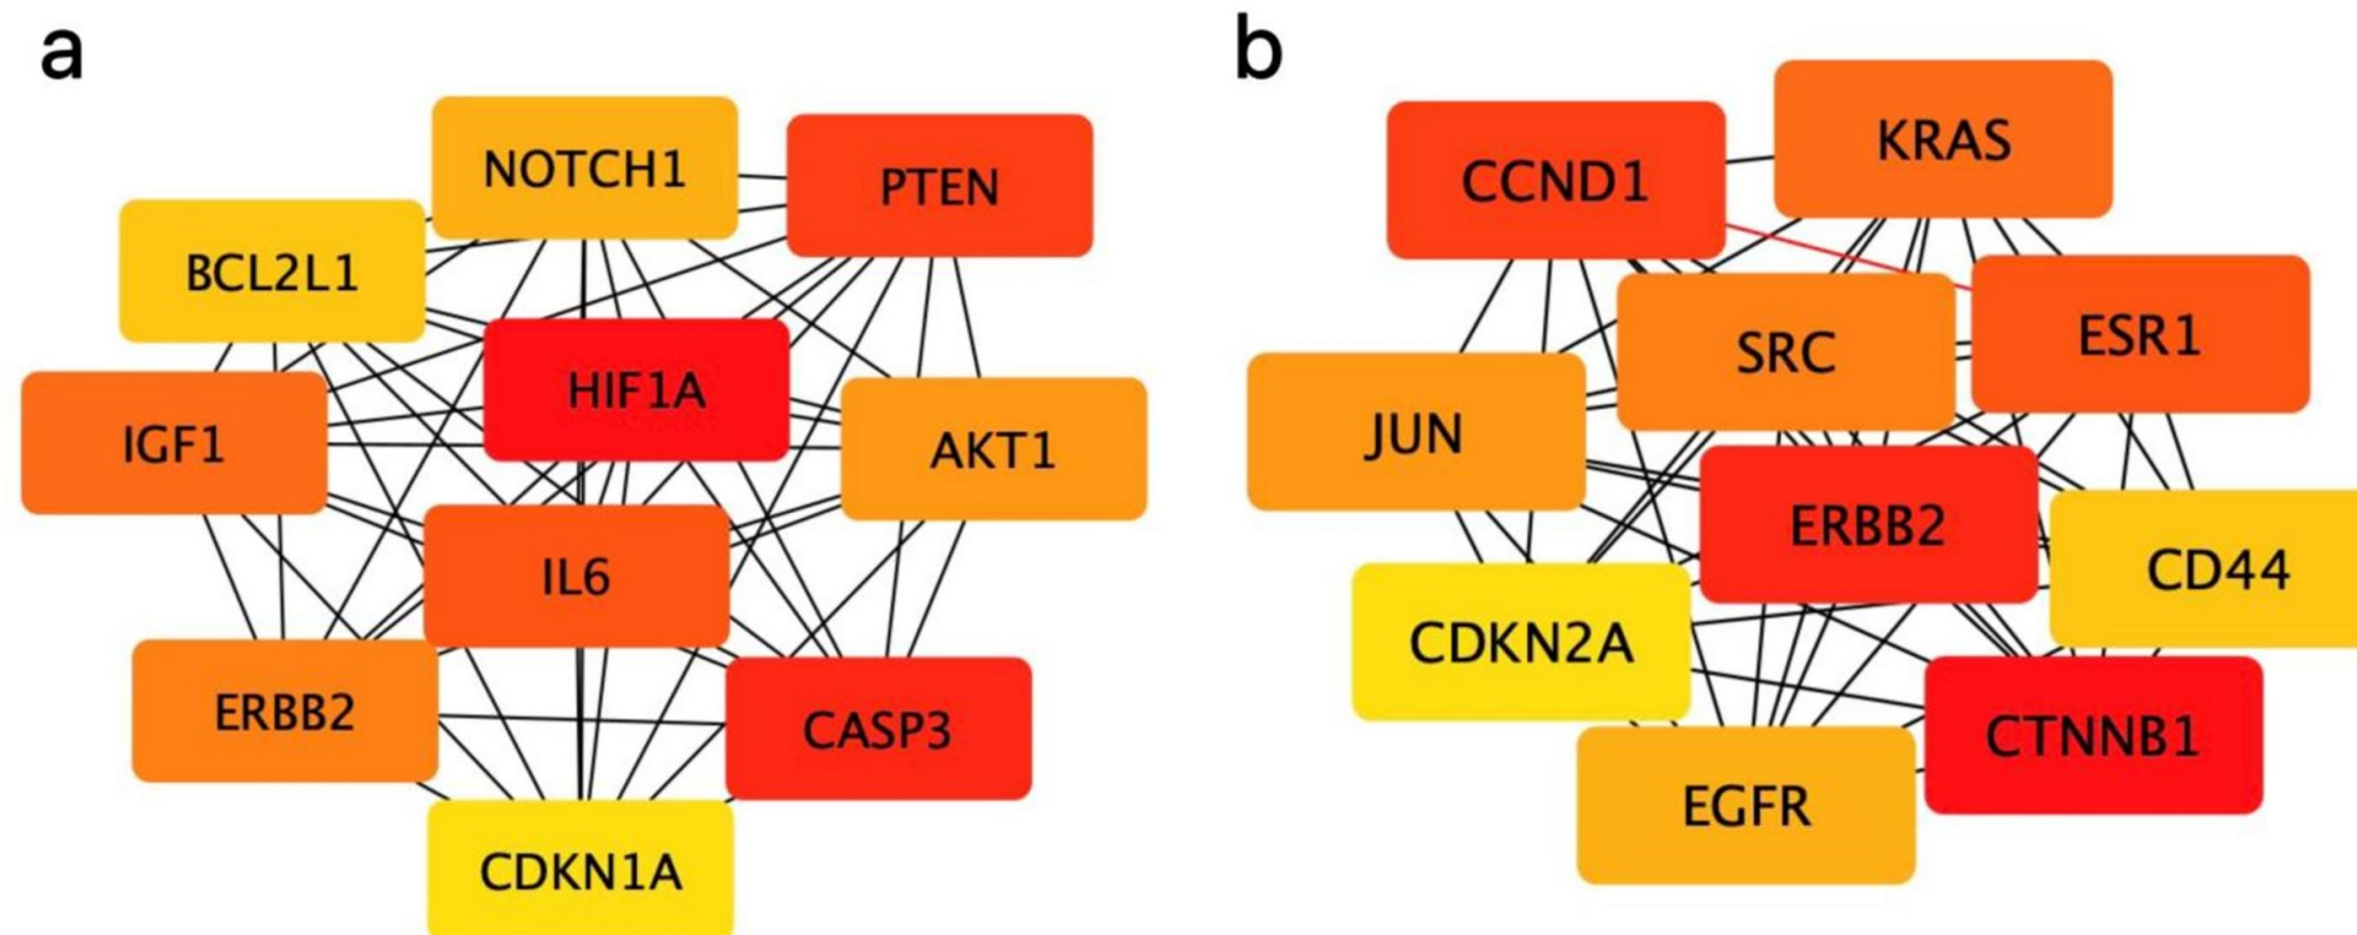 a
NOTCH1
PTEN
BCL2L1
HIF1A
IGF1
AKT1
IL6
ERBB2
CASP3
CDKN1A
b
KRAS
CCND1
ESR1
SRC
JUN
ERBB2
CD44
CDKN2A
CTNNB1
EGFR